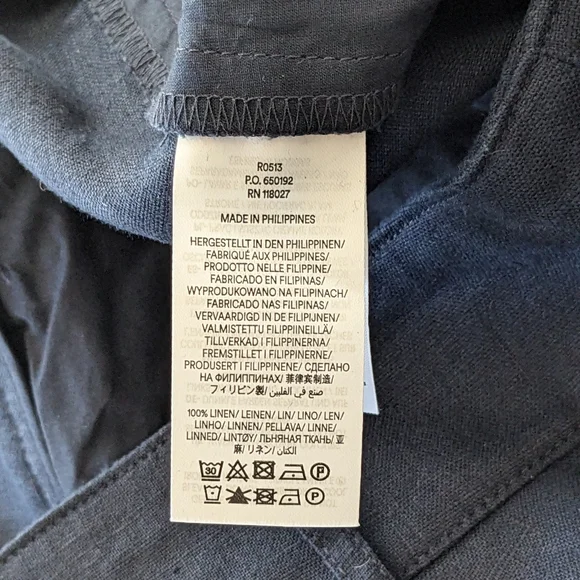 R0513
P.O. 650192
RN 118027
MADE IN PHILIPPINES
HERGESTELLT IN DEN PHILIPPINEN/
FABRIQUÉ AUX PHILIPPINES/
PRODOTTO NELLE FILIPPINE/
FABRICADO EN FILIPINAS/
WYPRODUKOWANO NA FILIPINACH/
FABRICADO NAS FILIPINAS/
VERVAARDIGD IN DE FILIPIJNEN/
VALMISTETTU FILIPPIINEILLÄ/
TILLVERKAD I FILIPPINERNA/
FREMSTILLET I FILIPPINERNE/
PRODUSERT I FILIPPINENE/ СДЕЛАНО
НА ФИЛИППИНАХ/ 菲律宾制造/
フィリピン製/ صنع في الفلبين
100% LINEN/ LEINEN/ LIN/ LINO/ LEN/
LINHO/ LINNEN/ PELLAVA/ LINNE/
LINNED/ LINTØY/ ЛЬНЯНАЯ ТКАНЬ/ 亚
麻/ リネン/ الكتان
30 P
P